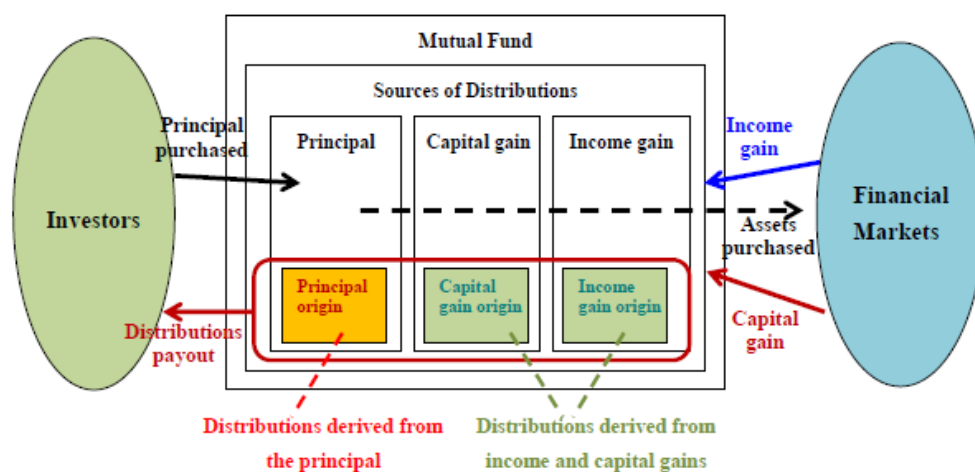 Mutual Fund
Sources of Distributions
Principal
purchased
Principal
Capital gain
Income gain
Income
gain
Investors
Financial
Markets
Assets
purchased
Principal
origin
Capital
gain origin
Income
gain origin
Distributions
payout
Capital
gain
Distributions derived from
the principal
Distributions derived from
income and capital gains